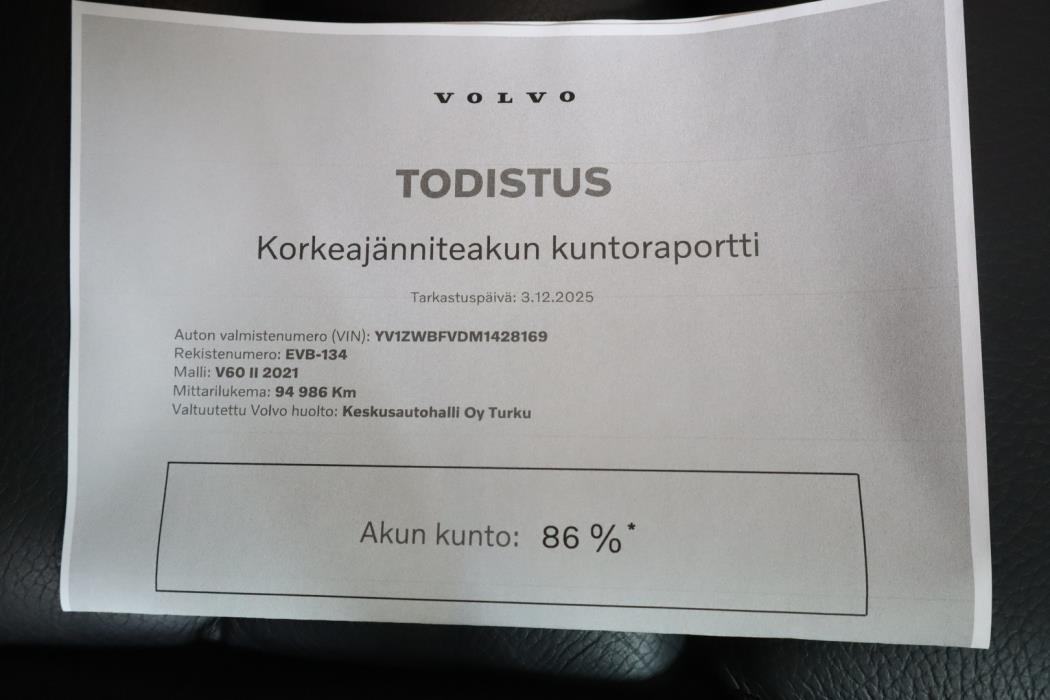 VOLVO
TODISTUS
Korkeajänniteakun kuntoraportti
Tarkastuspäivä: 3.12.2025
Auton valmistenumero (VIN): YV1ZWBFVDM1428169
Rekistenumero: EVB-134
Malli: V60 II 2021
Mittarilukema: 94 986 Km
Valtuutettu Volvo huolto: Keskusautohalli Oy Turku
Akun kunto: 86 %*